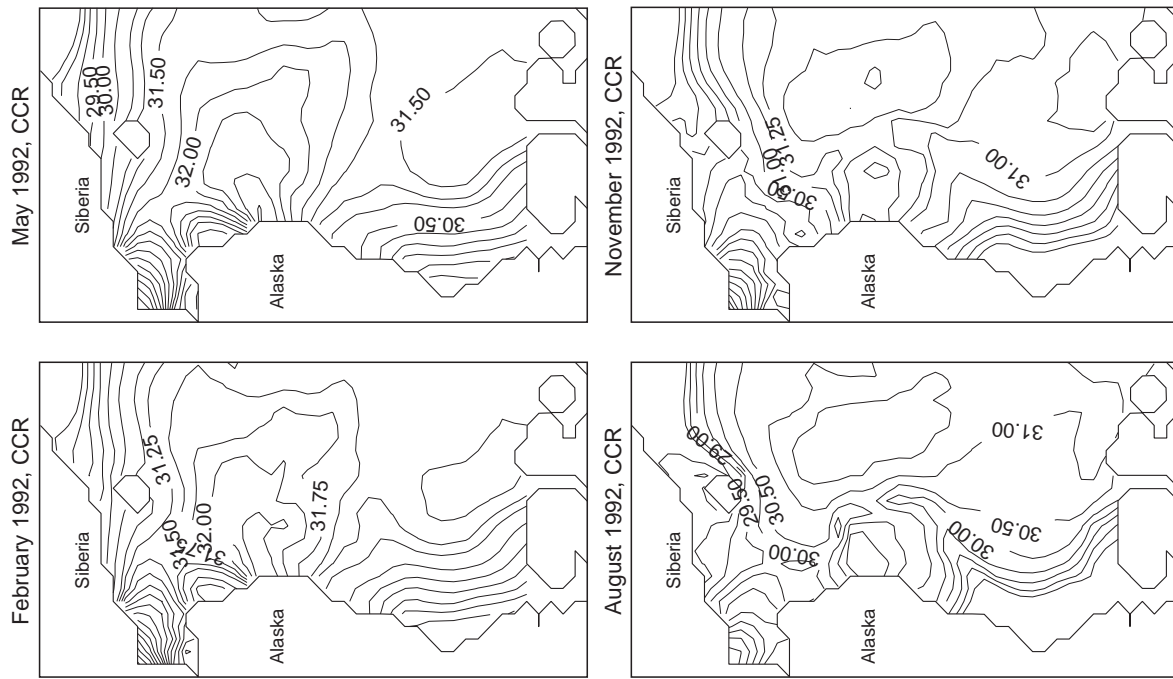 February 1992, CCR
Siberia
Alaska
31.25
31.50
32.00
31.75
May 1992, CCR
Siberia
Alaska
29.50
30.00
31.50
32.00
31.50
30.50
August 1992, CCR
Siberia
Alaska
29.00
29.50
30.50
30.00
31.00
30.50
30.00
November 1992, CCR
Siberia
Alaska
31.25
30.50
31.00